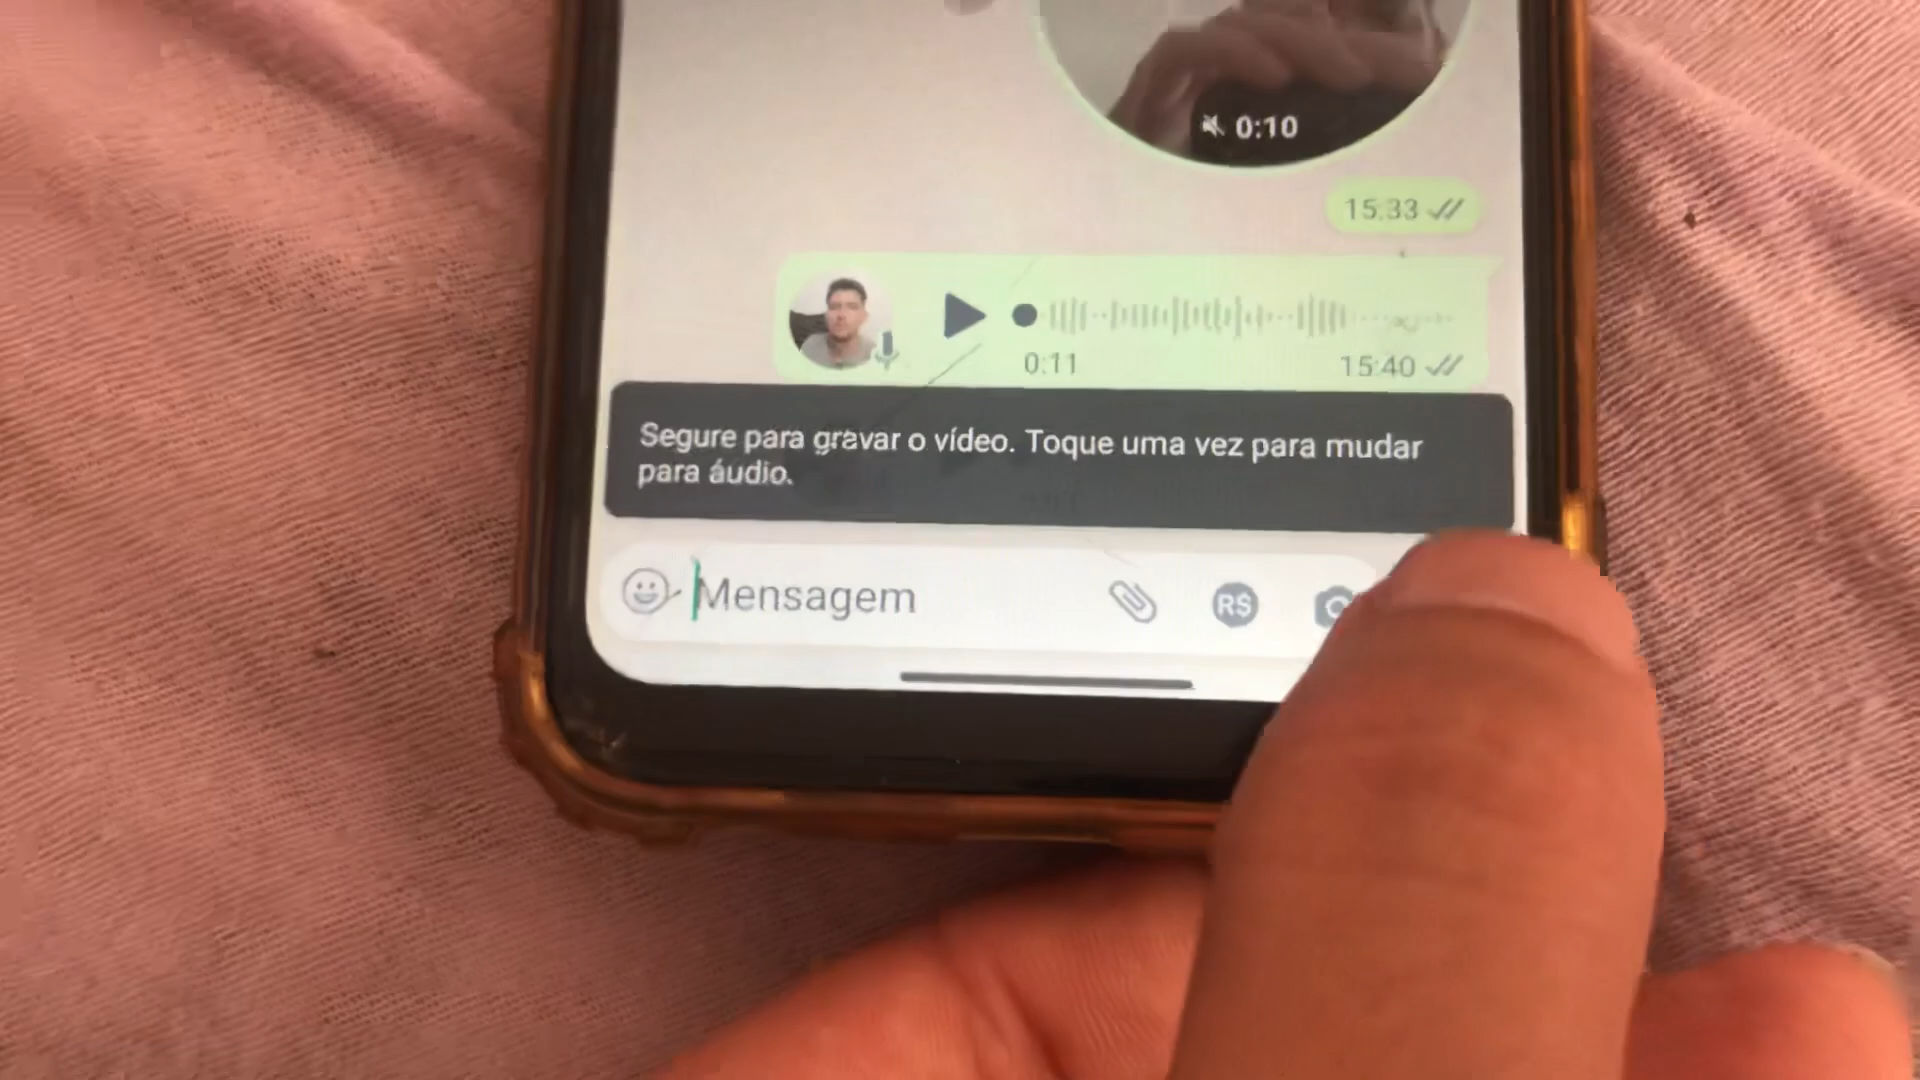 0:10
15:33
0:11
15:40
Segure para gravar o vídeo. Toque uma vez para mudar
para áudio.
Mensagem
R$